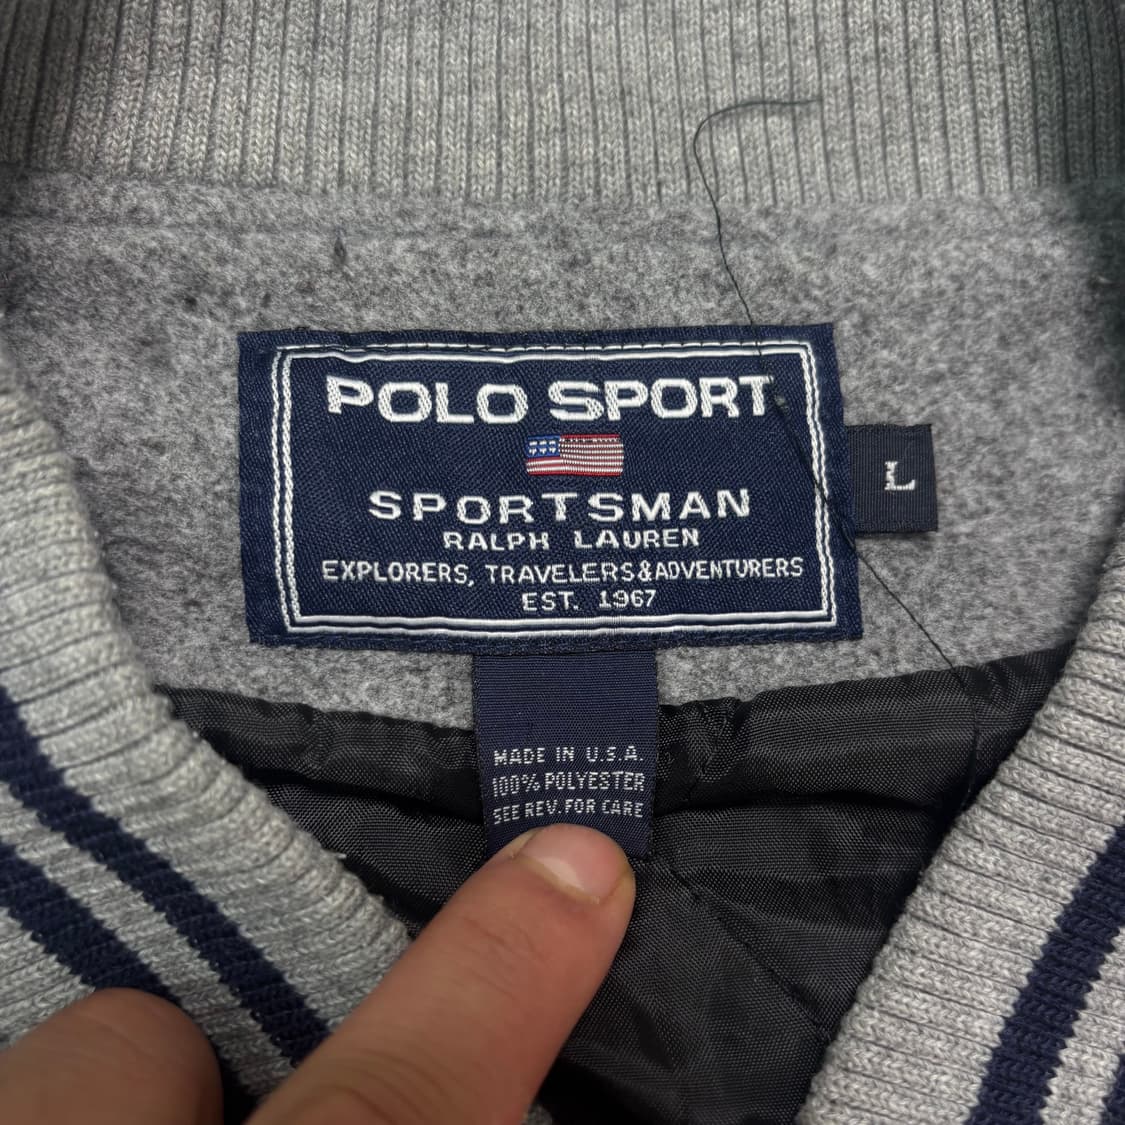 POLO SPORT
SPORTSMAN
RALPH LAUREN
EXPLORERS, TRAVELERS&ADVENTURERS
EST. 1967
L
MADE IN U.S.A.
100% POLYESTER
SEE REV. FOR CARE